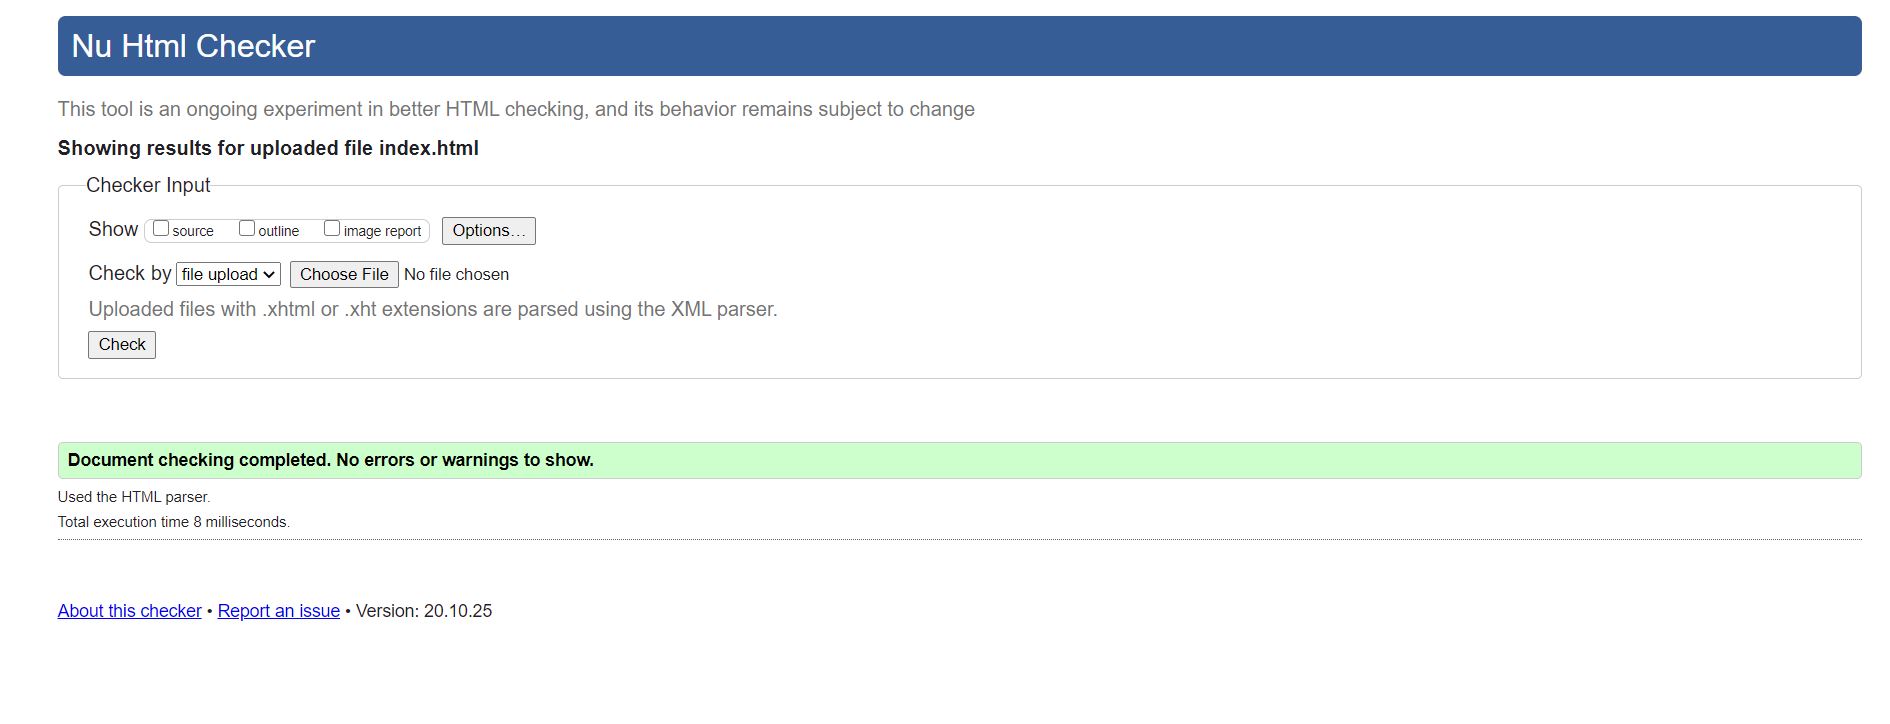 Nu Html Checker
This tool is an ongoing experiment in better HTML checking, and its behavior remains subject to change
Showing results for uploaded file index.html
Checker Input
Show source outline image report Options…
Check by file upload Choose File No file chosen
Uploaded files with .xhtml or .xht extensions are parsed using the XML parser.
Check
Document checking completed. No errors or warnings to show.
Used the HTML parser.
Total execution time 8 milliseconds.
About this checker • Report an issue • Version: 20.10.25